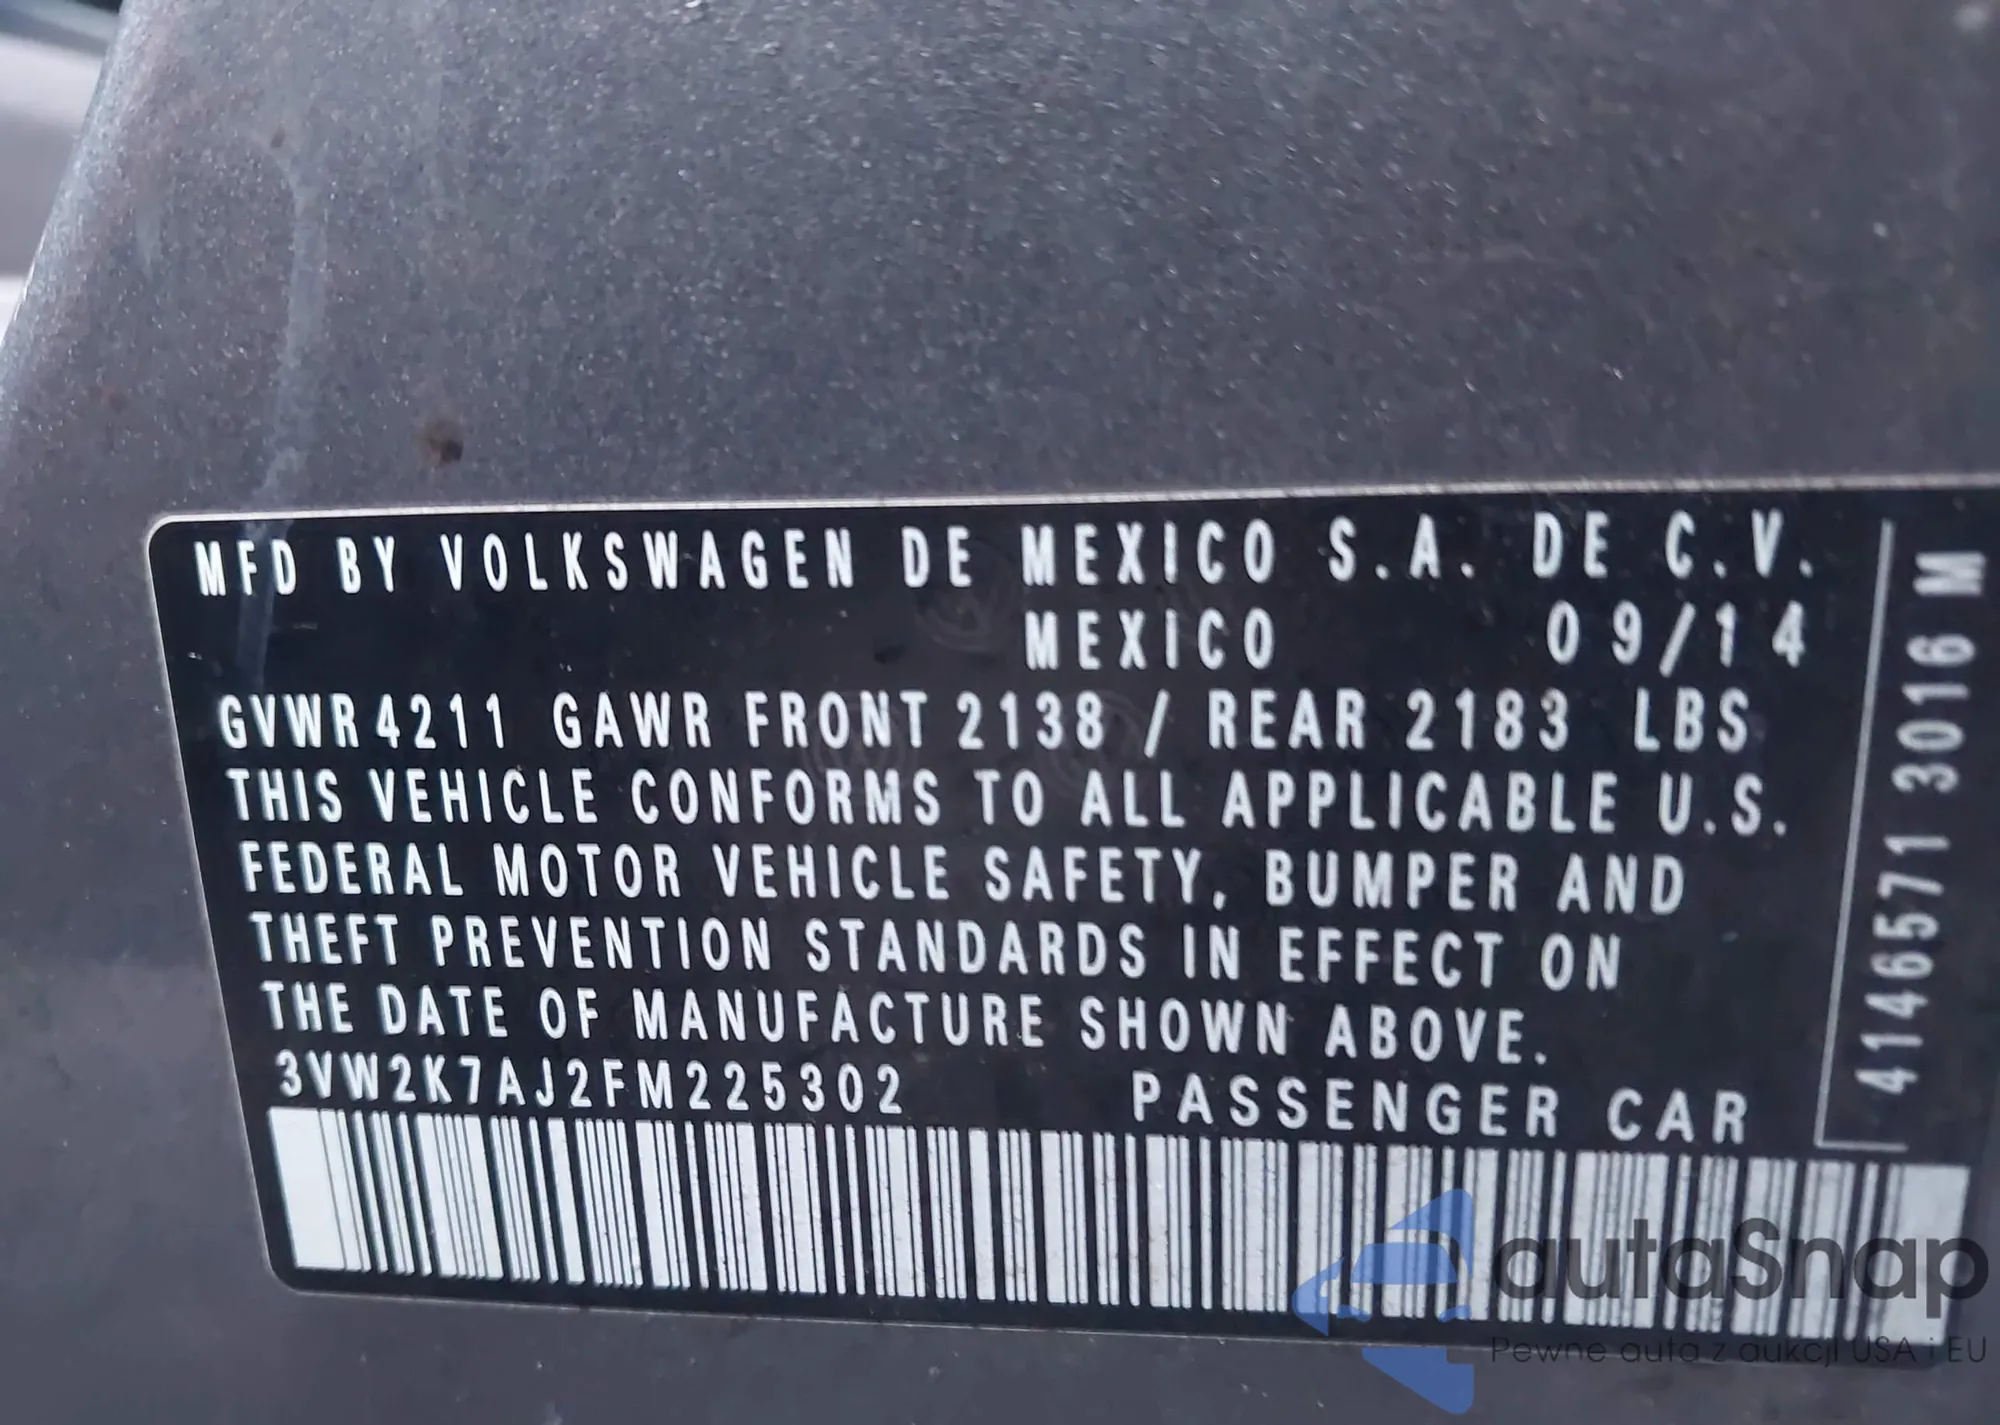 MFD BY VOLKSWAGEN DE MEXICO S.A. DE C.V.
MEXICO 09/14
GVWR 4211 GAWR FRONT 2138 / REAR 2183 LBS
THIS VEHICLE CONFORMS TO ALL APPLICABLE U.S.
FEDERAL MOTOR VEHICLE SAFETY, BUMPER AND
THEFT PREVENTION STANDARDS IN EFFECT ON
THE DATE OF MANUFACTURE SHOWN ABOVE.
3VW2K7AJ2FM225302 PASSENGER CAR
4146571 3016 M
autaSnap
Pewne auta z aukcji USA i EU